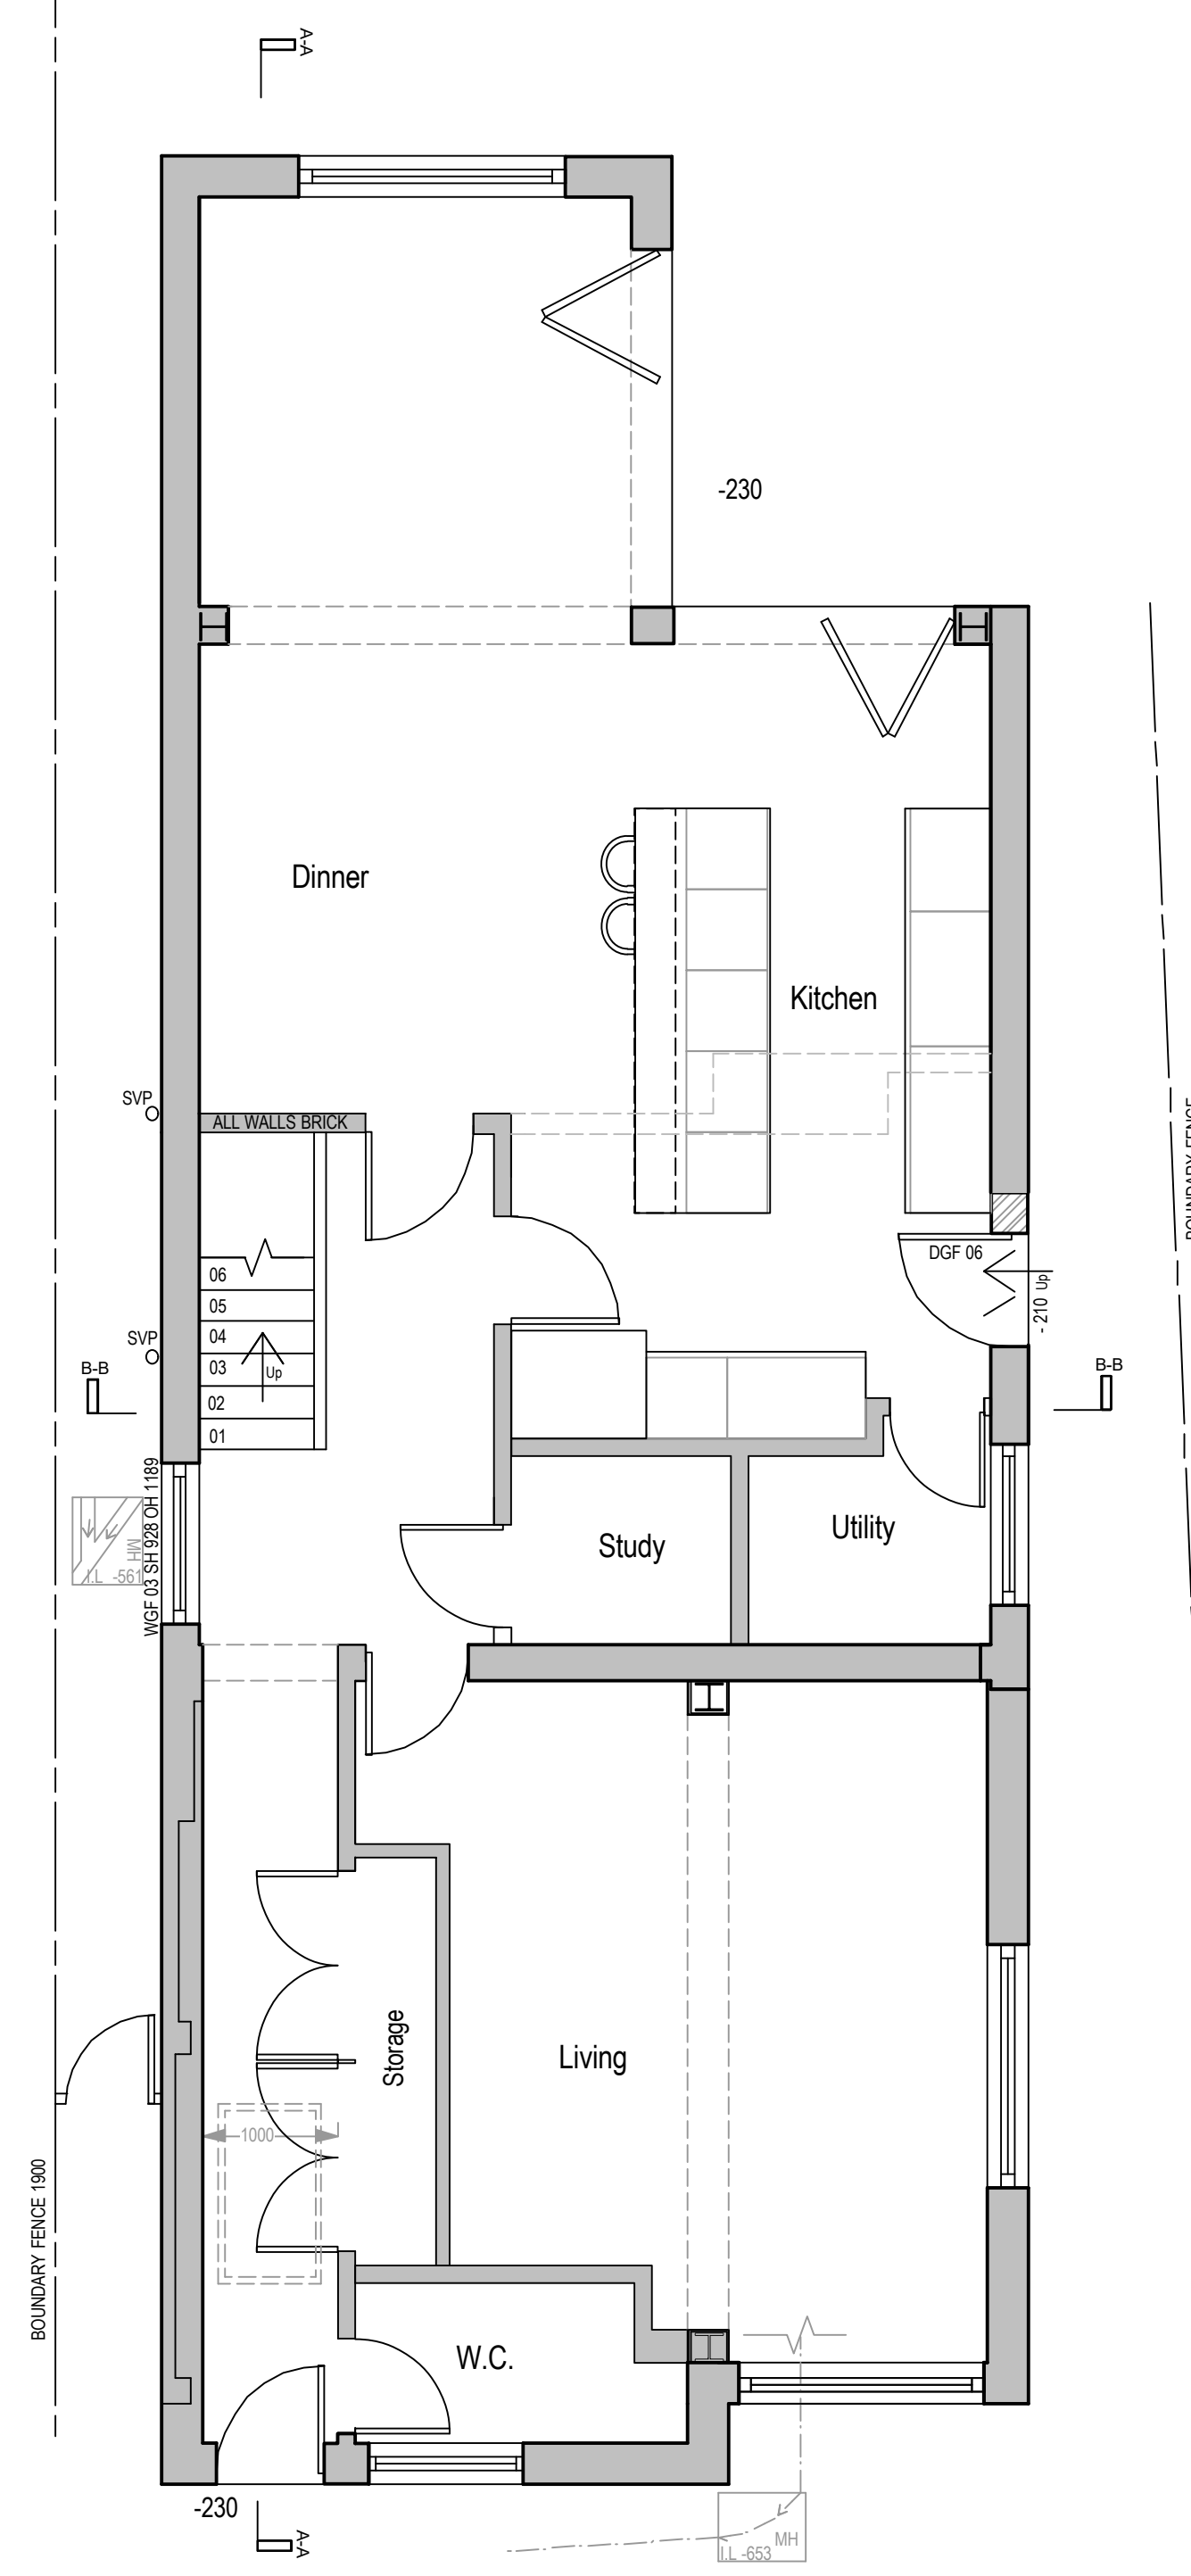 A-A
-230
Dinner
Kitchen
SVP
ALL WALLS BRICK
BOUNDARY FENCE
DGF 06
- 210 Up
06
05
04
03
02
01
Up
SVP
B-B
B-B
WGF 03 SH 928 OH 1189
MH
I.L -561
Study
Utility
Storage
Living
1000
BOUNDARY FENCE 1900
W.C.
-230
A-A
MH
I.L -653